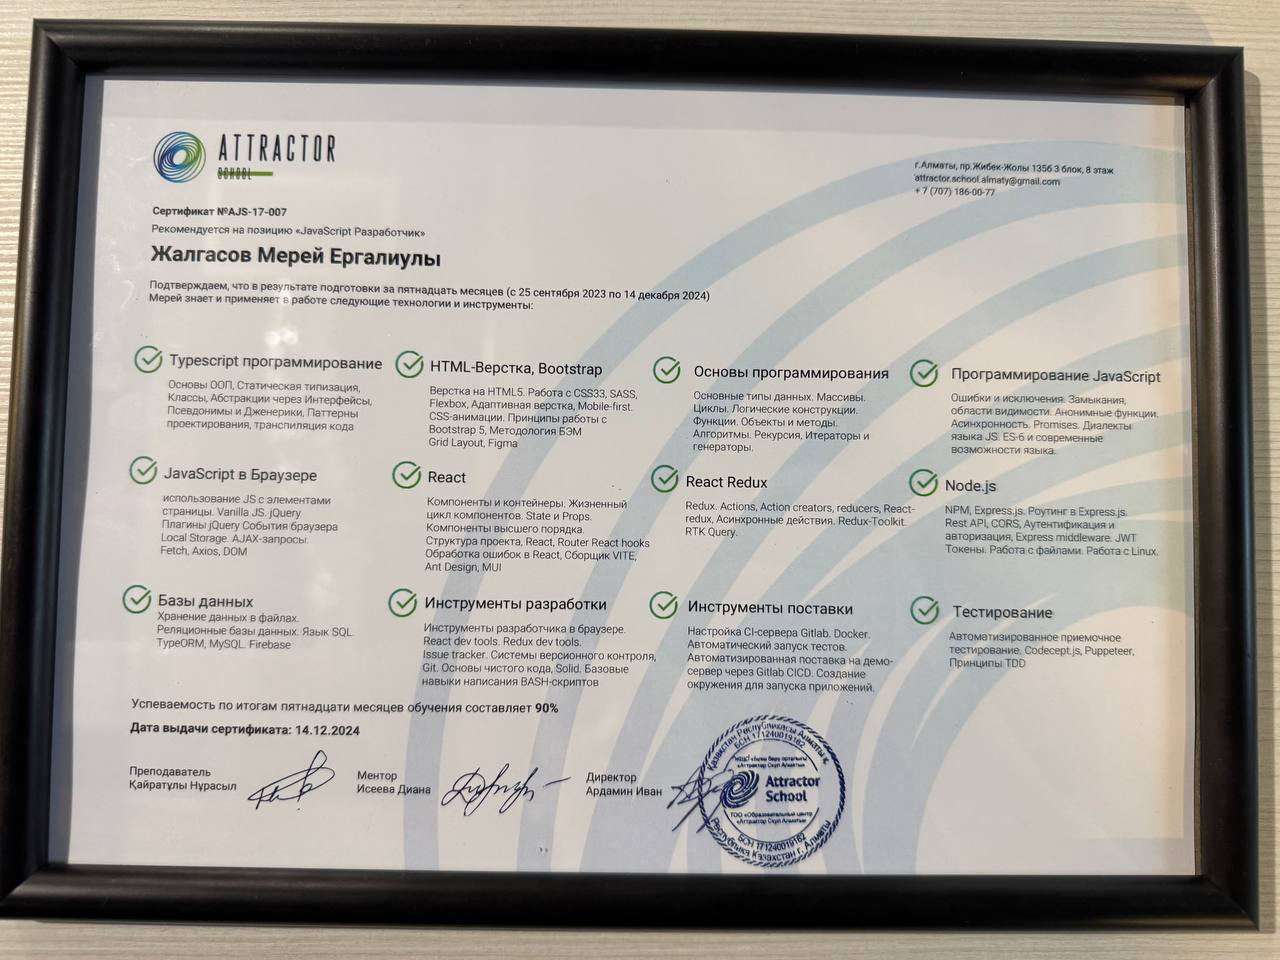 ATTRACTOR
SCHOOL
г.Алматы, пр.Жибек-Жолы 135б 3 блок, 8 этаж
attractor.school.almaty@gmail.com
+ 7 (707) 186-00-77
Сертификат №AJS-17-007
Рекомендуется на позицию «JavaScript Разработчик»
Жалгасов Мерей Ергалиулы
Подтверждаем, что в результате подготовки за пятнадцать месяцев (с 25 сентября 2023 по 14 декабря 2024)
Мерей знает и применяет в работе следующие технологии и инструменты:
Typescript программирование
Основы ООП, Статическая типизация,
Классы, Абстракции через Интерфейсы,
Псевдонимы и Дженерики, Паттерны
проектирования, транспиляция кода
HTML-Верстка, Bootstrap
Верстка на HTML5. Работа с CSS33, SASS,
Flexbox, Адаптивная верстка, Mobile-first.
CSS-анимации. Принципы работы с
Bootstrap 5, Методология БЭМ
Grid Layout, Figma
Основы программирования
Основные типы данных. Массивы.
Циклы. Логические конструкции.
Функции. Объекты и методы.
Алгоритмы. Рекурсия, Итераторы и
генераторы.
Программирование JavaScript
Ошибки и исключения. Замыкания,
области видимости. Анонимные функции.
Асинхронность. Promises. Диалекты
языка JS. ES-6 и современные
возможности языка.
JavaScript в Браузере
использование JS с элементами
страницы. Vanilla JS. jQuery
Плагины jQuery События браузера
Local Storage. AJAX-запросы.
Fetch, Axios, DOM
React
Компоненты и контейнеры. Жизненный
цикл компонентов. State и Props.
Компоненты высшего порядка.
Структура проекта, React, Router React hooks
Обработка ошибок в React, Сборщик VITE,
Ant Design, MUI
React Redux
Redux. Actions, Action creators, reducers, React-
redux, Асинхронные действия. Redux-Toolkit.
RTK Query.
Node.js
NPM, Express.js. Роутинг в Express.js.
Rest API, CORS, Аутентификация и
авторизация, Express middleware. JWT
Токены. Работа с файлами. Работа с Linux.
Базы данных
Хранение данных в файлах.
Реляционные базы данных. Язык SQL.
TypeORM, MySQL. Firebase
Инструменты разработки
Инструменты разработчика в браузере.
React dev tools. Redux dev tools.
Issue tracker. Системы версионного контроля,
Git. Основы чистого кода, Solid. Базовые
навыки написания BASH-скриптов
Инструменты поставки
Настройка CI-сервера Gitlab. Docker.
Автоматический запуск тестов.
Автоматизированная поставка на демо-
сервер через Gitlab CICD. Создание
окружения для запуска приложений.
Тестирование
Автоматизированное приемочное
тестирование. Codecept.js, Puppeteer,
Принципы TDD
Успеваемость по итогам пятнадцати месяцев обучения составляет 90%
Дата выдачи сертификата: 14.12.2024
Преподаватель
Қайратұлы Нұрасыл
Ментор
Исеева Диана
Директор
Ардамин Иван
Қазақстан Республикасы Алматы қ.
БСН 171240019162
Attractor
School
ТОО «Образовательный центр
«Аттрактор Скул Алматы»
БСН 171240019162
Республика Казахстан г. Алматы